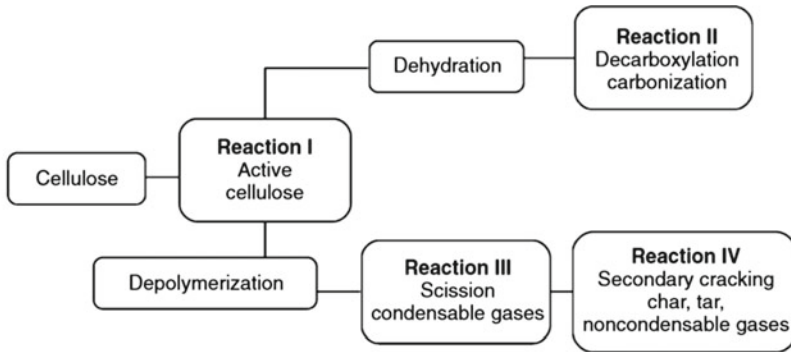 Dehydration
Reaction II
Decarboxylation
carbonization
Cellulose
Reaction I
Active
cellulose
Depolymerization
Reaction III
Scission
condensable gases
Reaction IV
Secondary cracking
char, tar,
noncondensable gases